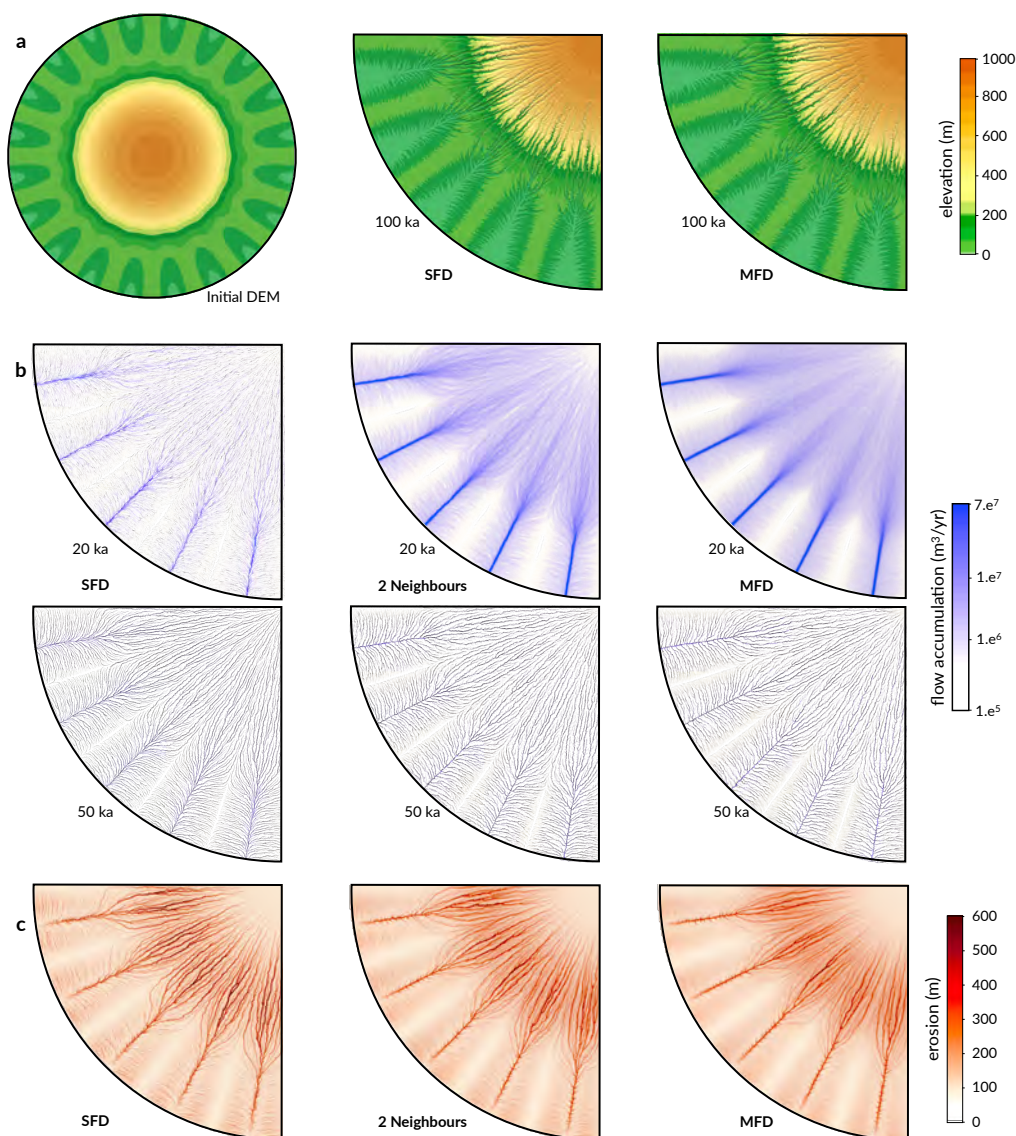 a
Initial DEM
100 ka
SFD
100 ka
MFD
1000
800
600
400
200
0
elevation (m)
b
20 ka
SFD
20 ka
2 Neighbours
20 ka
MFD
50 ka
50 ka
50 ka
7.e⁷
1.e⁷
1.e⁶
1.e⁵
flow accumulation (m³/yr)
c
SFD
2 Neighbours
MFD
600
500
400
300
200
100
0
erosion (m)